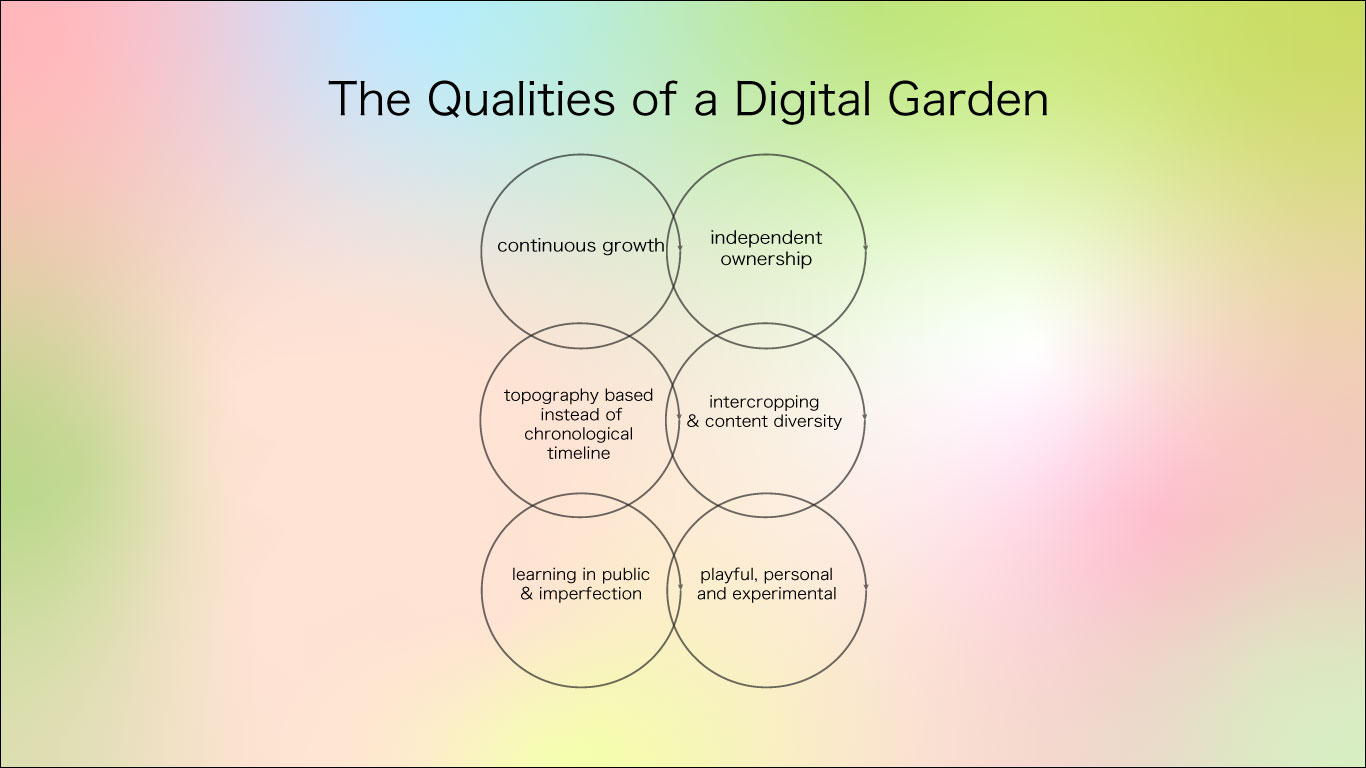 The Qualities of a Digital Garden
continuous growth
independent
ownership
topography based
instead of
chronological
timeline
intercropping
& content diversity
learning in public
& imperfection
playful, personal
and experimental